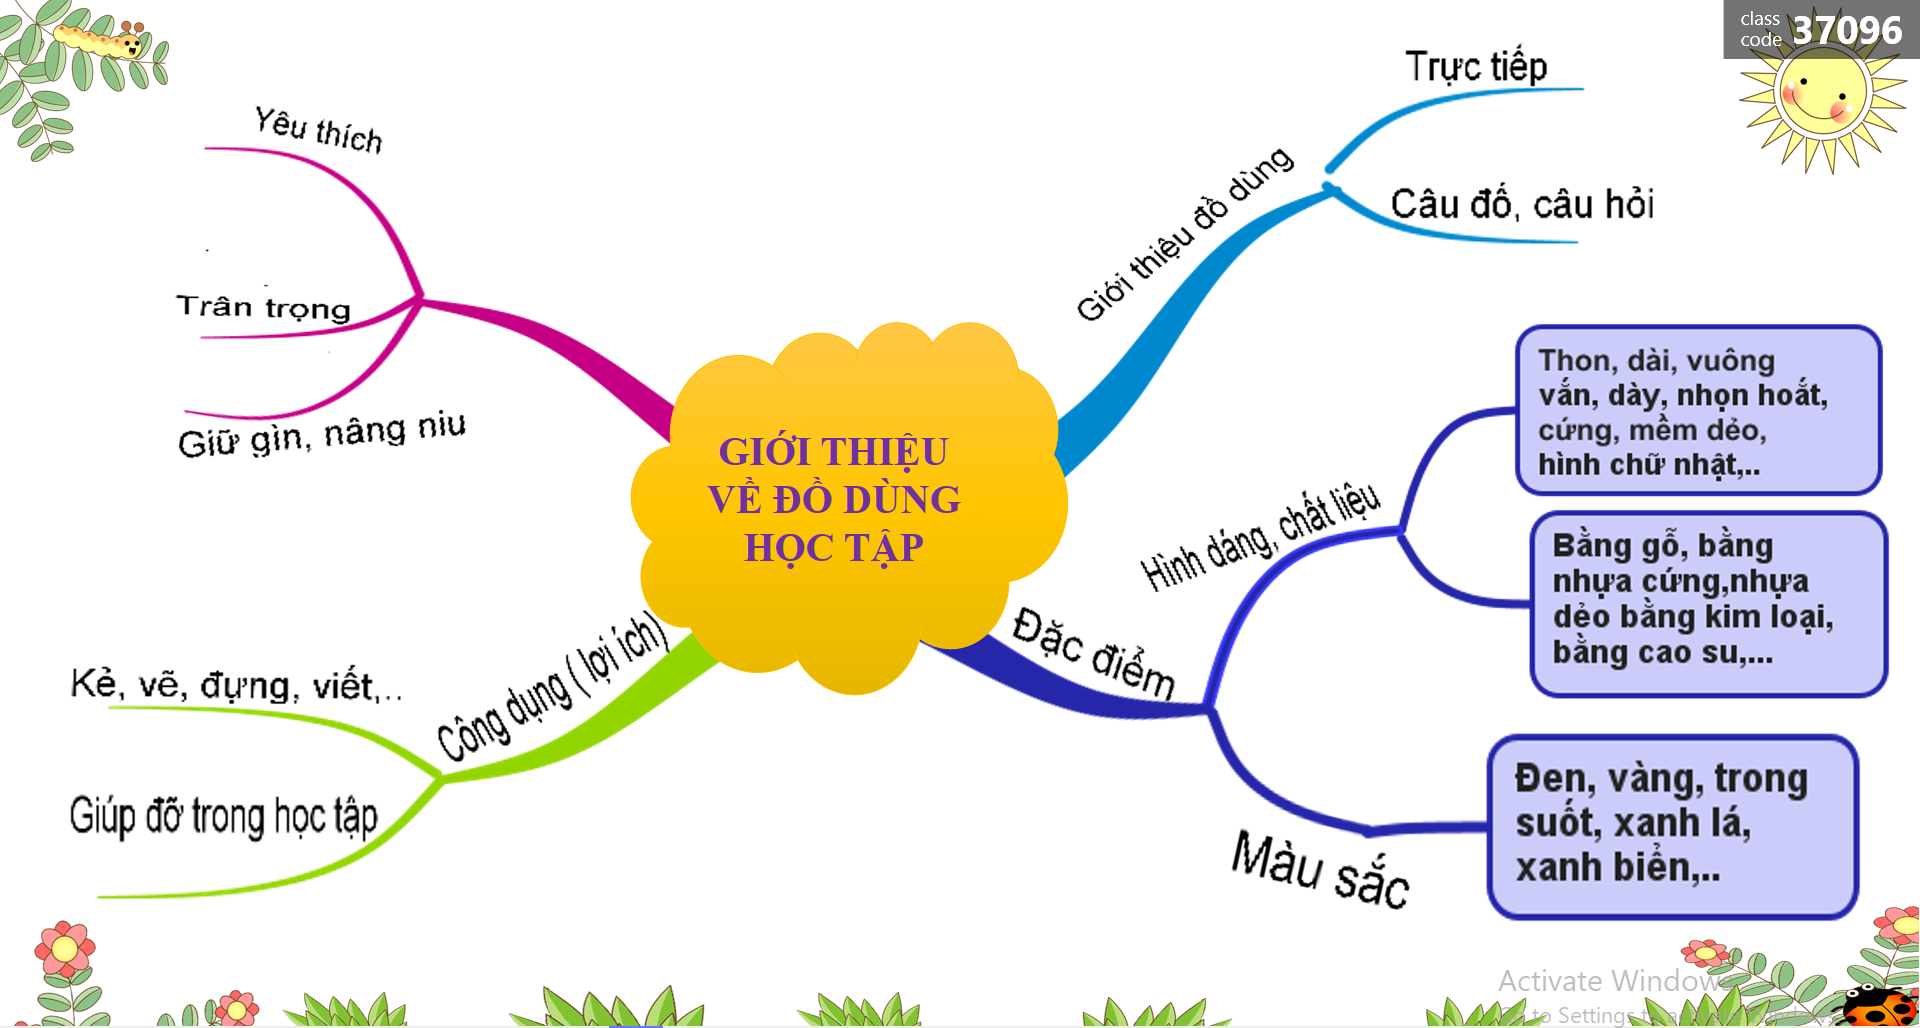 class
code 37096
Trực tiếp
Câu đố, câu hỏi
Giới thiệu đồ dùng
Yêu thích
Trân trọng
Giữ gìn, nâng niu
GIỚI THIỆU
VỀ ĐỒ DÙNG
HỌC TẬP
Thon, dài, vuông
vắn, dày, nhọn hoắt,
cứng, mềm dẻo,
hình chữ nhật,..
Hình dáng, chất liệu
Bằng gỗ, bằng
nhựa cứng,nhựa
dẻo bằng kim loại,
bằng cao su,...
Đặc điểm
Đen, vàng, trong
suốt, xanh lá,
xanh biển,..
Màu sắc
Công dụng ( lợi ích)
Kẻ, vẽ, đựng, viết,..
Giúp đỡ trong học tập
Activate Windows
to Settings to